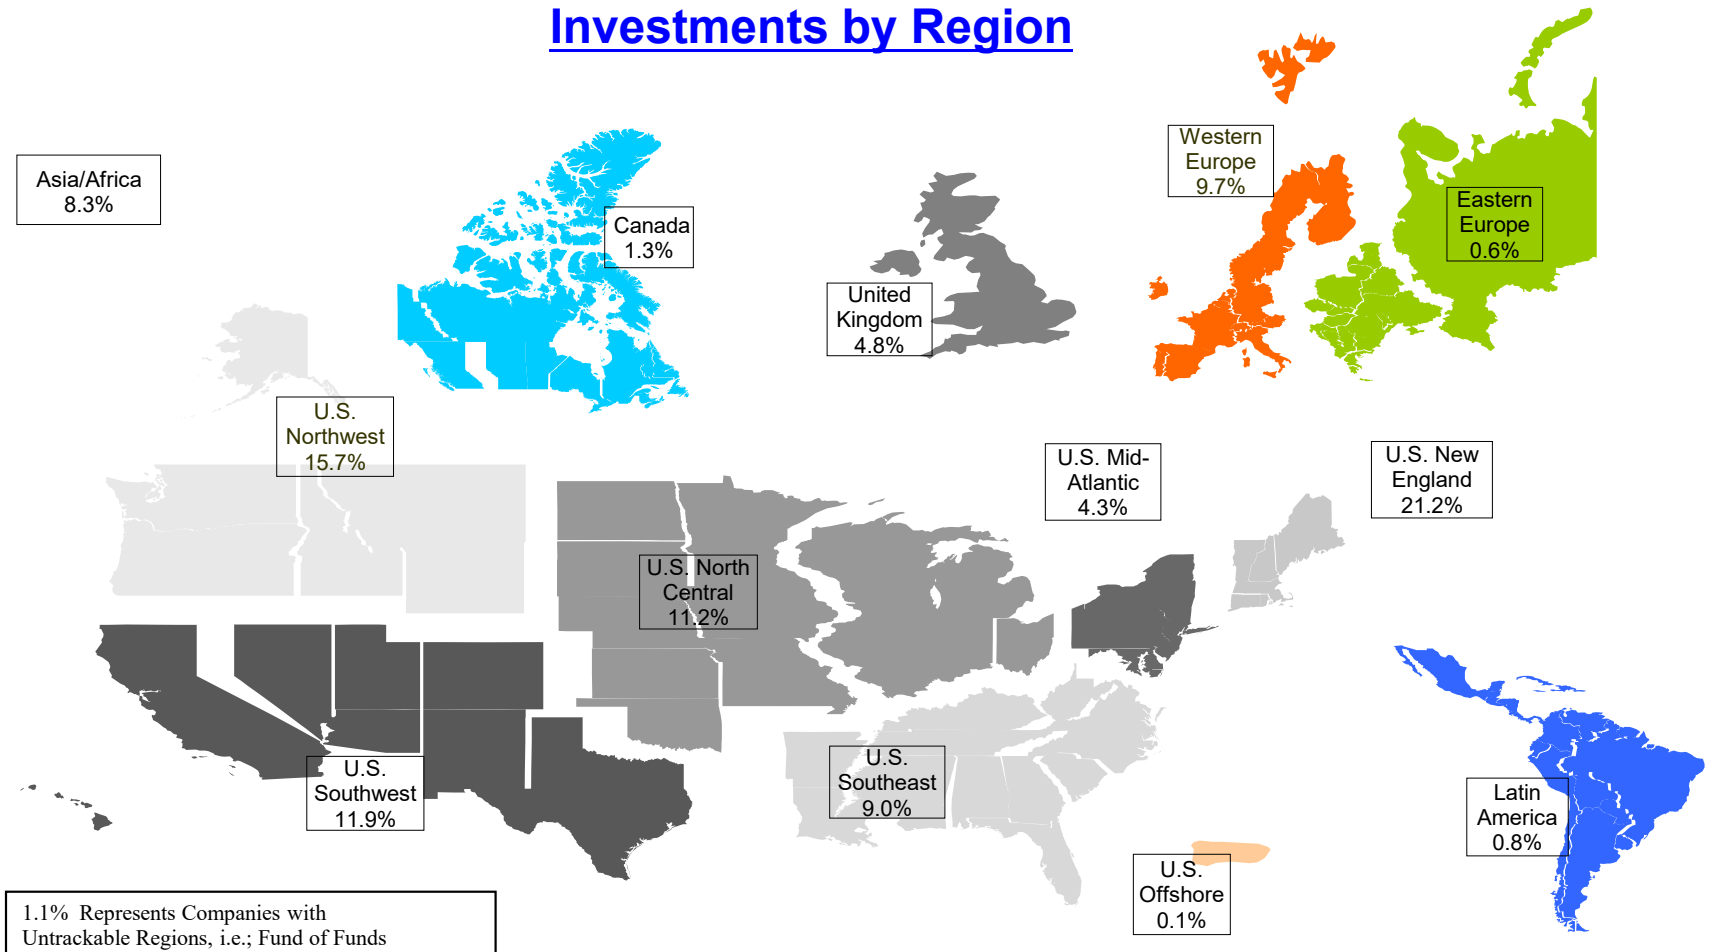 Investments by Region
Asia/Africa
8.3%
Canada
1.3%
United
Kingdom
4.8%
Western
Europe
9.7%
Eastern
Europe
0.6%
U.S.
Northwest
15.7%
U.S. North
Central
11.2%
U.S. Mid-
Atlantic
4.3%
U.S. New
England
21.2%
U.S.
Southwest
11.9%
U.S.
Southeast
9.0%
U.S.
Offshore
0.1%
Latin
America
0.8%
1.1% Represents Companies with
Untrackable Regions, i.e.; Fund of Funds